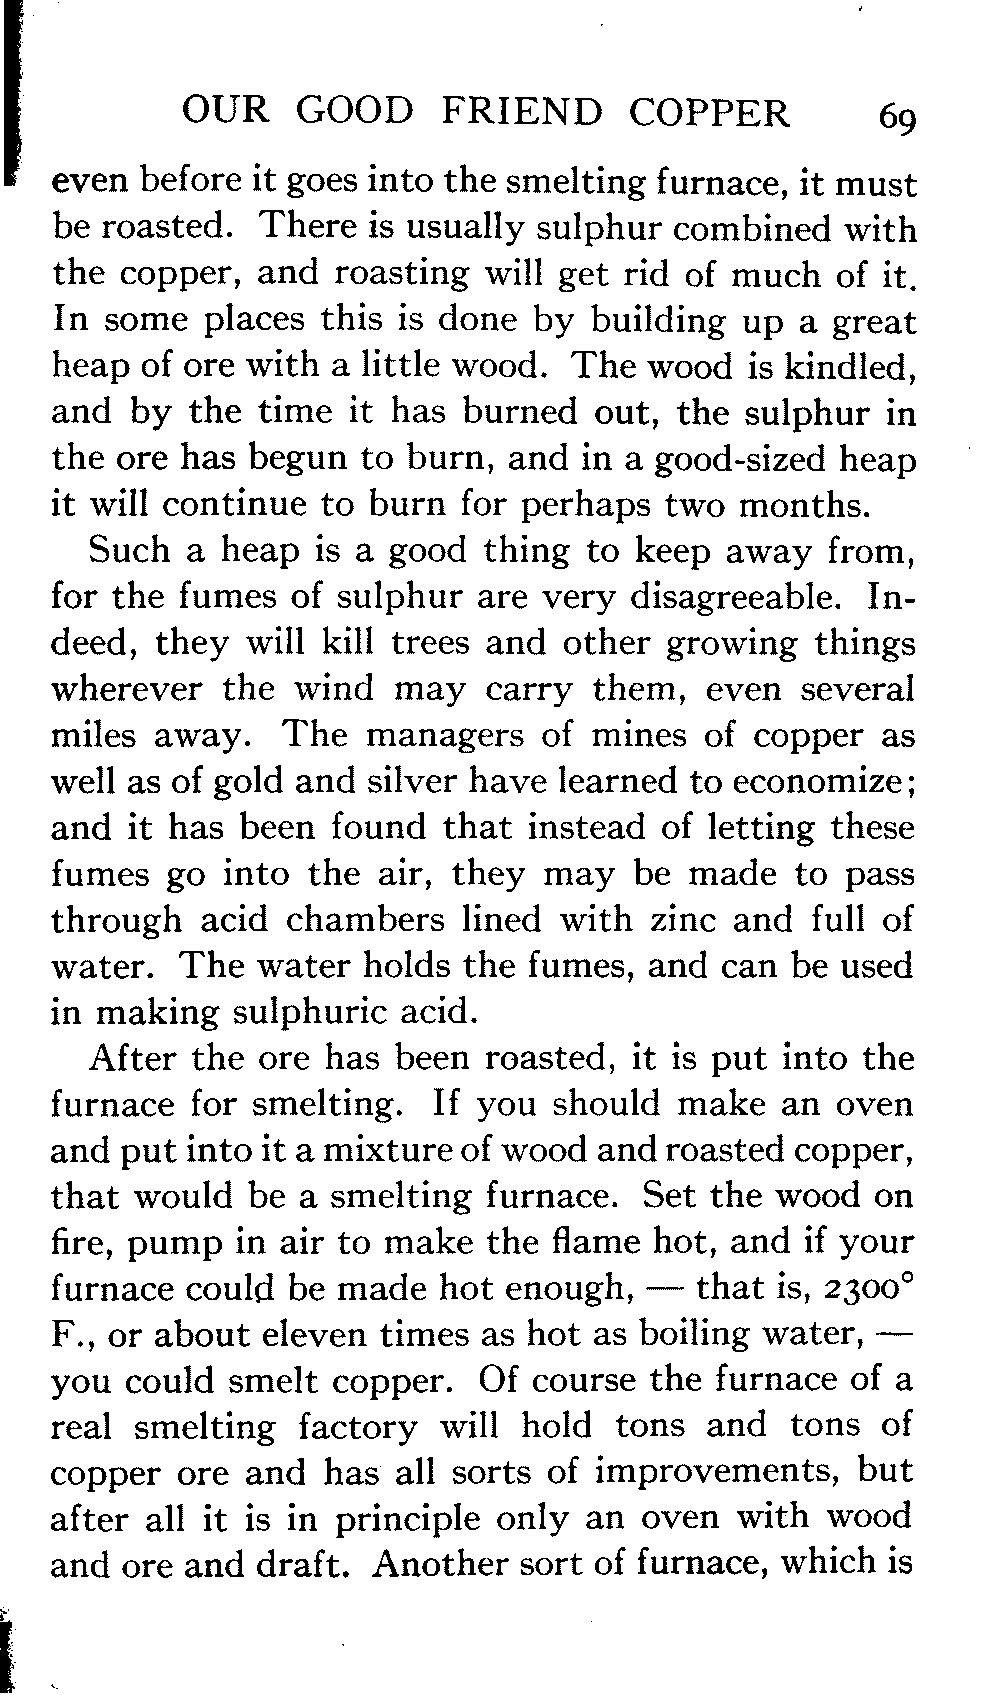 OUR GOOD FRIEND COPPER 69
even before it goes into the smelting furnace, it must
be roasted. There is usually sulphur combined with
the copper, and roasting will get rid of much of it.
In some places this is done by building up a great
heap of ore with a little wood. The wood is kindled,
and by the time it has burned out, the sulphur in
the ore has begun to burn, and in a good-sized heap
it will continue to burn for perhaps two months.
Such a heap is a good thing to keep away from,
for the fumes of sulphur are very disagreeable. In-
deed, they will kill trees and other growing things
wherever the wind may carry them, even several
miles away. The managers of mines of copper as
well as of gold and silver have learned to economize;
and it has been found that instead of letting these
fumes go into the air, they may be made to pass
through acid chambers lined with zinc and full of
water. The water holds the fumes, and can be used
in making sulphuric acid.
After the ore has been roasted, it is put into the
furnace for smelting. If you should make an oven
and put into it a mixture of wood and roasted copper,
that would be a smelting furnace. Set the wood on
fire, pump in air to make the flame hot, and if your
furnace could be made hot enough, — that is, 2300°
F., or about eleven times as hot as boiling water, —
you could smelt copper. Of course the furnace of a
real smelting factory will hold tons and tons of
copper ore and has all sorts of improvements, but
after all it is in principle only an oven with wood
and ore and draft. Another sort of furnace, which is